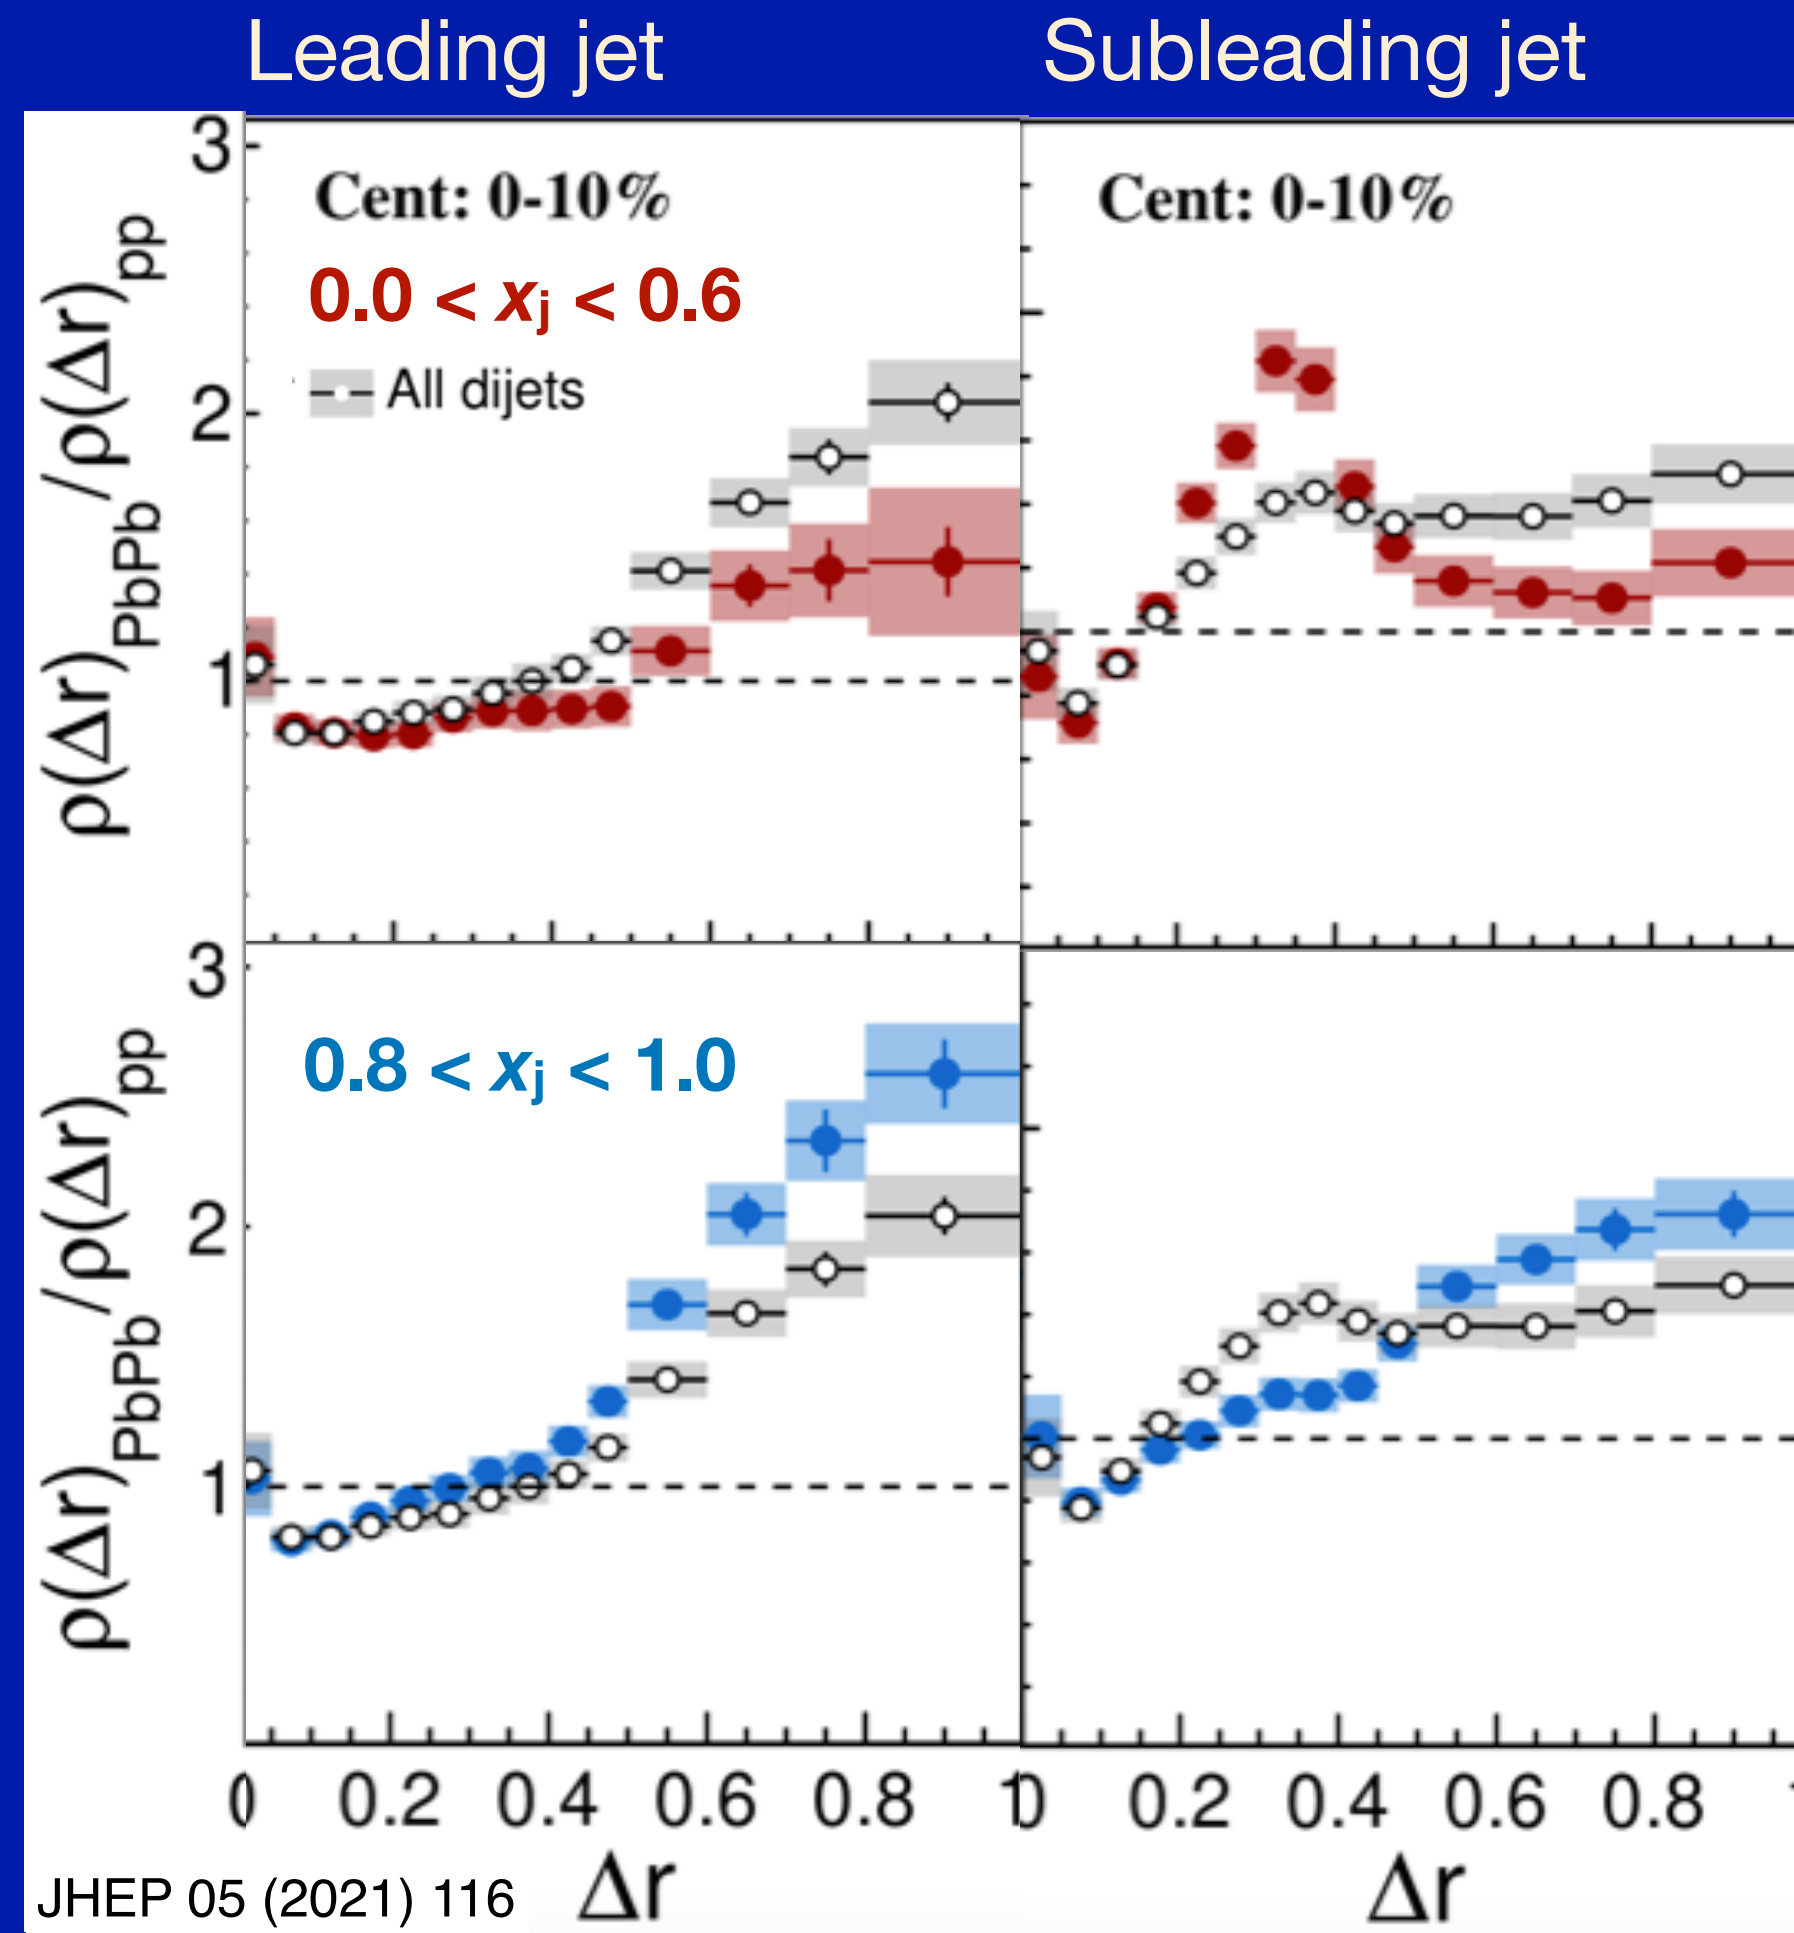 Leading jet
Subleading jet
3
2
1
ρ(Δr)PbPb/ρ(Δr)pp
Cent: 0-10%
0.0 < xj < 0.6
All dijets
Cent: 0-10%
3
2
1
ρ(Δr)PbPb/ρ(Δr)pp
0.8 < xj < 1.0
0 0.2 0.4 0.6 0.8 1
0 0.2 0.4 0.6 0.8
Δr
Δr
JHEP 05 (2021) 116